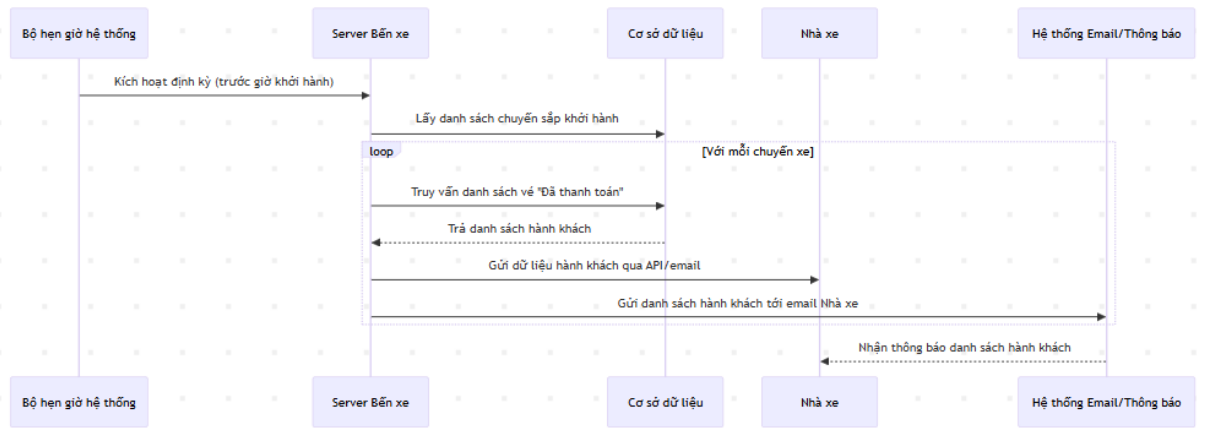 Bộ hẹn giờ hệ thống
Server Bến xe
Cơ sở dữ liệu
Nhà xe
Hệ thống Email/Thông báo
Kích hoạt định kỳ (trước giờ khởi hành)
Lấy danh sách chuyến sắp khởi hành
loop
[Với mỗi chuyến xe]
Truy vấn danh sách vé "Đã thanh toán"
Trả danh sách hành khách
Gửi dữ liệu hành khách qua API/email
Gửi danh sách hành khách tới email Nhà xe
Nhận thông báo danh sách hành khách
Bộ hẹn giờ hệ thống
Server Bến xe
Cơ sở dữ liệu
Nhà xe
Hệ thống Email/Thông báo